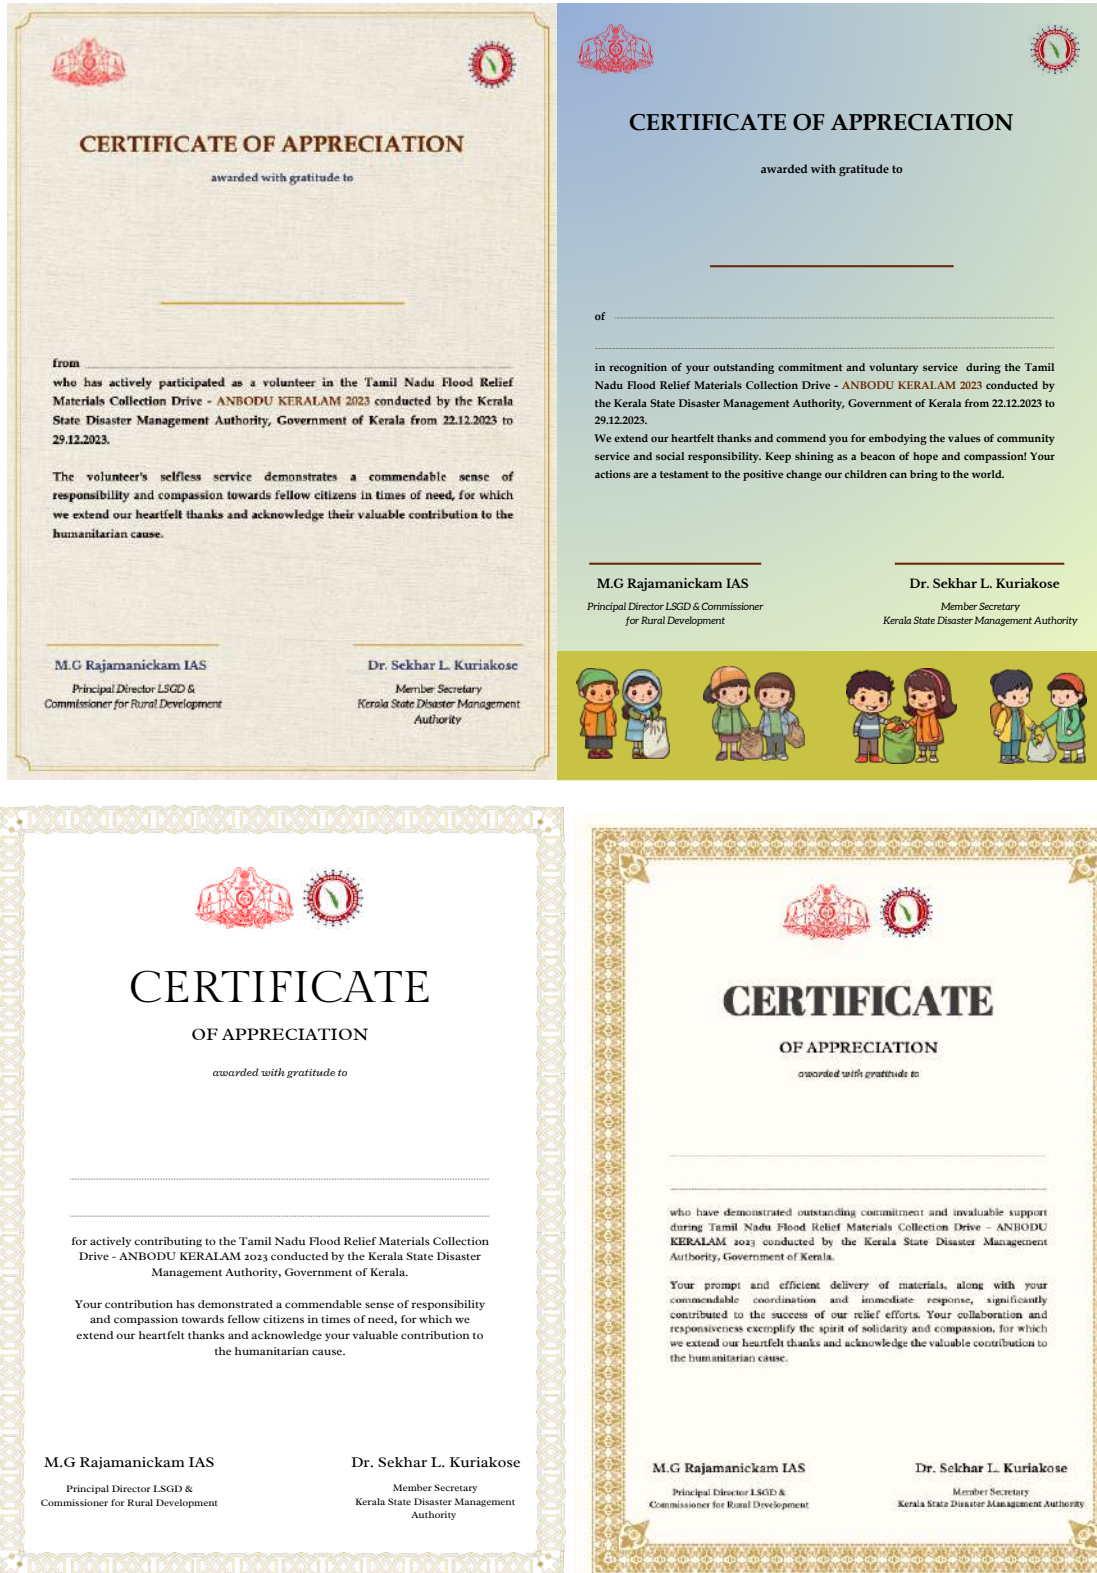 CERTIFICATE OF APPRECIATION
awarded with gratitude to
from
who has actively participated as a volunteer in the Tamil Nadu Flood Relief
Materials Collection Drive - ANBODU KERALAM 2023 conducted by the Kerala
State Disaster Management Authority, Government of Kerala from 22.12.2023 to
29.12.2023.
The volunteer's selfless service demonstrates a commendable sense of
responsibility and compassion towards fellow citizens in times of need, for which
we extend our heartfelt thanks and acknowledge their valuable contribution to the
humanitarian cause.
M.G Rajamanickam IAS
Principal Director LSGD &
Commissioner for Rural Development
Dr. Sekhar L. Kuriakose
Member Secretary
Kerala State Disaster Management
Authority
CERTIFICATE OF APPRECIATION
awarded with gratitude to
of
in recognition of your outstanding commitment and voluntary service during the Tamil
Nadu Flood Relief Materials Collection Drive - ANBODU KERALAM 2023 conducted by
the Kerala State Disaster Management Authority, Government of Kerala from 22.12.2023 to
29.12.2023.
We extend our heartfelt thanks and commend you for embodying the values of community
service and social responsibility. Keep shining as a beacon of hope and compassion! Your
actions are a testament to the positive change our children can bring to the world.
M.G Rajamanickam IAS
Principal Director LSGD & Commissioner
for Rural Development
Dr. Sekhar L. Kuriakose
Member Secretary
Kerala State Disaster Management Authority
CERTIFICATE
OF APPRECIATION
awarded with gratitude to
for actively contributing to the Tamil Nadu Flood Relief Materials Collection
Drive - ANBODU KERALAM 2023 conducted by the Kerala State Disaster
Management Authority, Government of Kerala.
Your contribution has demonstrated a commendable sense of responsibility
and compassion towards fellow citizens in times of need, for which we
extend our heartfelt thanks and acknowledge your valuable contribution to
the humanitarian cause.
M.G Rajamanickam IAS
Principal Director LSGD &
Commissioner for Rural Development
Dr. Sekhar L. Kuriakose
Member Secretary
Kerala State Disaster Management
Authority
CERTIFICATE
OF APPRECIATION
awarded with gratitude to
who have demonstrated outstanding commitment and invaluable support
during Tamil Nadu Flood Relief Materials Collection Drive - ANBODU
KERALAM 2023 conducted by the Kerala State Disaster Management
Authority, Government of Kerala.
Your prompt and efficient delivery of materials, along with your
commendable coordination and immediate response, significantly
contributed to the success of our relief efforts. Your collaboration and
responsiveness exemplify the spirit of solidarity and compassion, for which
we extend our heartfelt thanks and acknowledge the valuable contribution to
the humanitarian cause.
M.G Rajamanickam IAS
Principal Director LSGD &
Commissioner for Rural Development
Dr. Sekhar L. Kuriakose
Member Secretary
Kerala State Disaster Management Authority